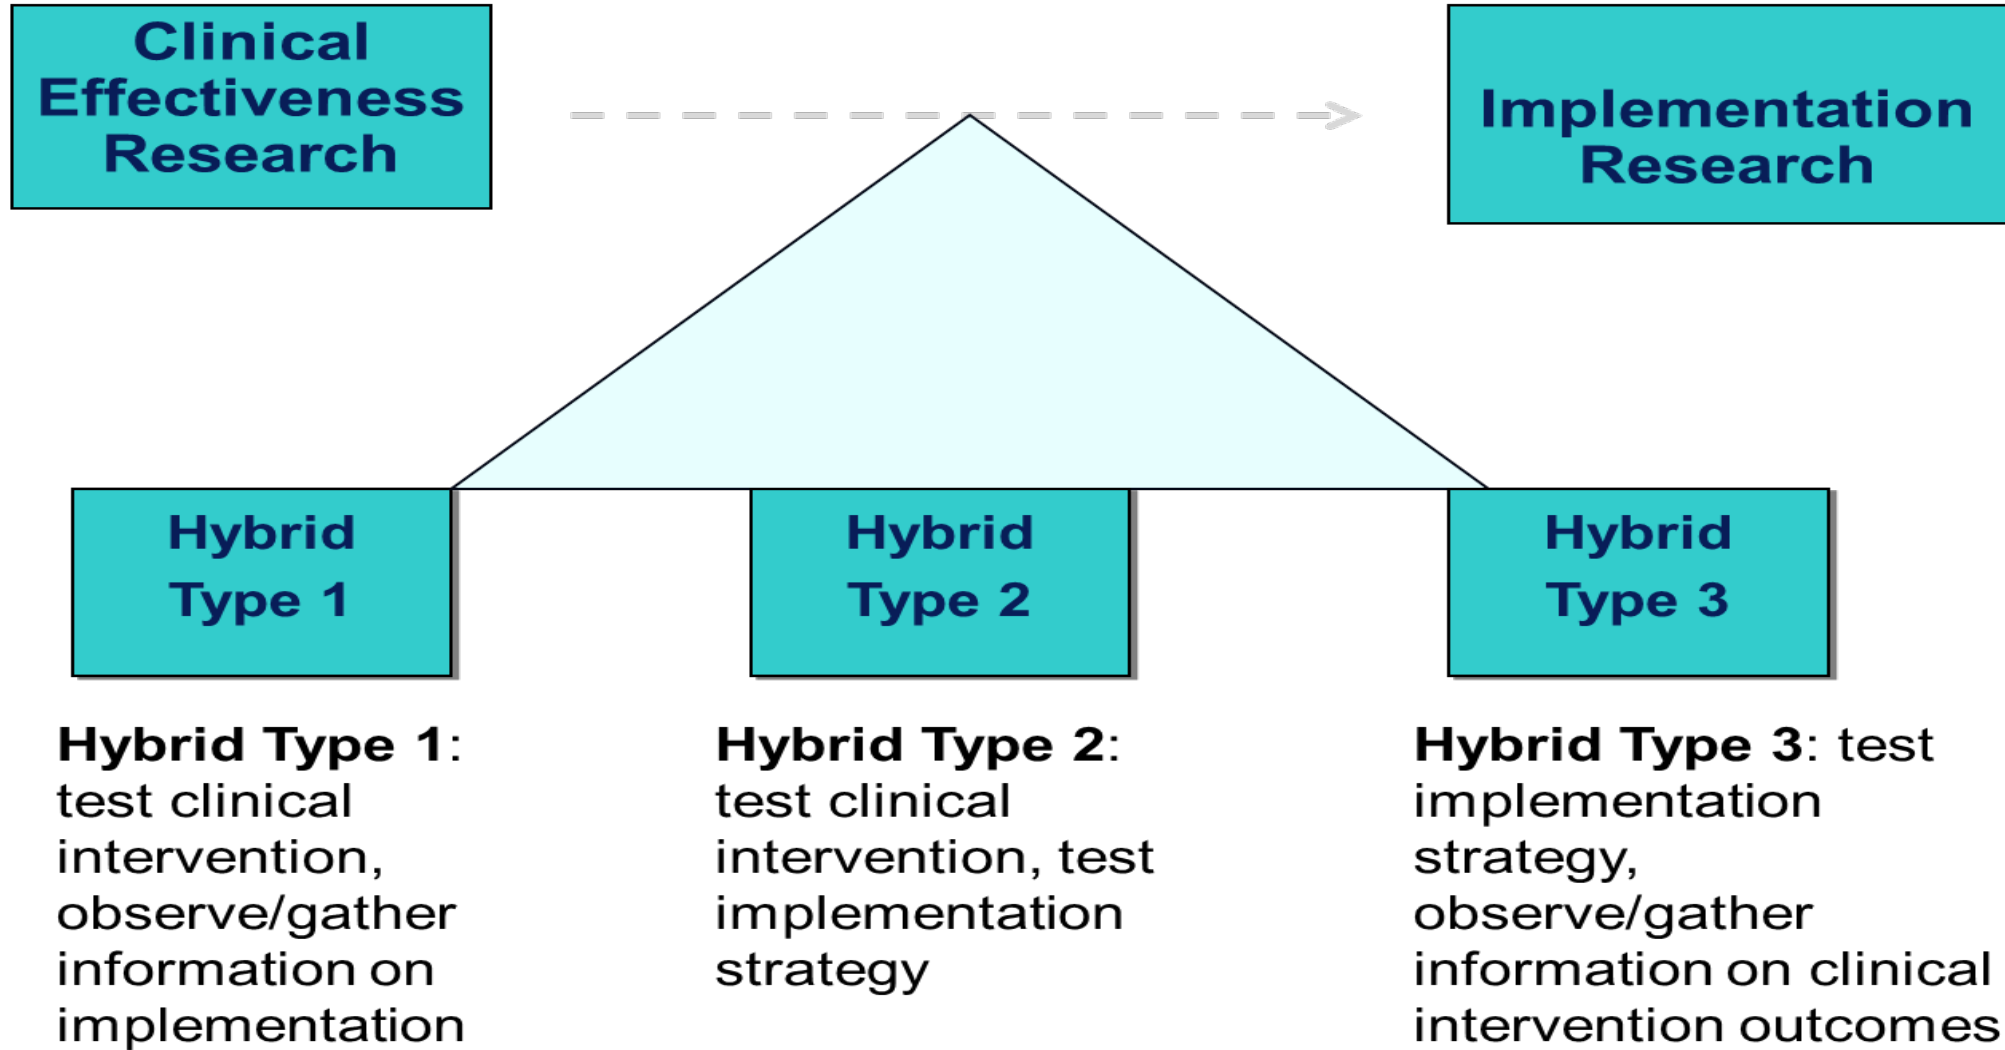 Clinical
Effectiveness
Research
Implementation
Research
Hybrid
Type 1
Hybrid
Type 2
Hybrid
Type 3
Hybrid Type 1:
test clinical
intervention,
observe/gather
information on
implementation
Hybrid Type 2:
test clinical
intervention, test
implementation
strategy
Hybrid Type 3: test
implementation
strategy,
observe/gather
information on clinical
intervention outcomes